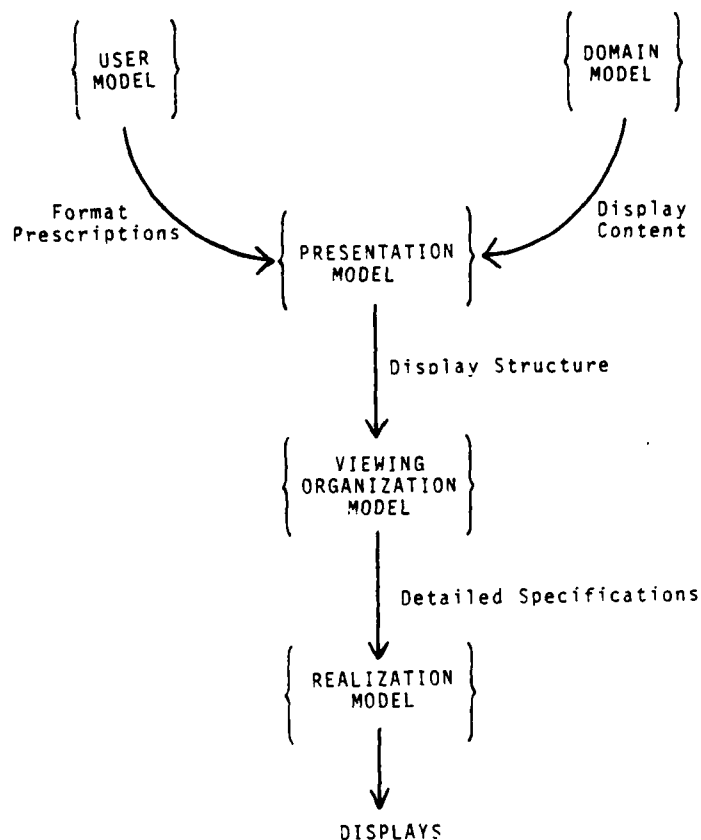 USER
MODEL
DOMAIN
MODEL
Format
Prescriptions
Display
Content
PRESENTATION
MODEL
Display Structure
VIEWING
ORGANIZATION
MODEL
Detailed Specifications
REALIZATION
MODEL
DISPLAYS